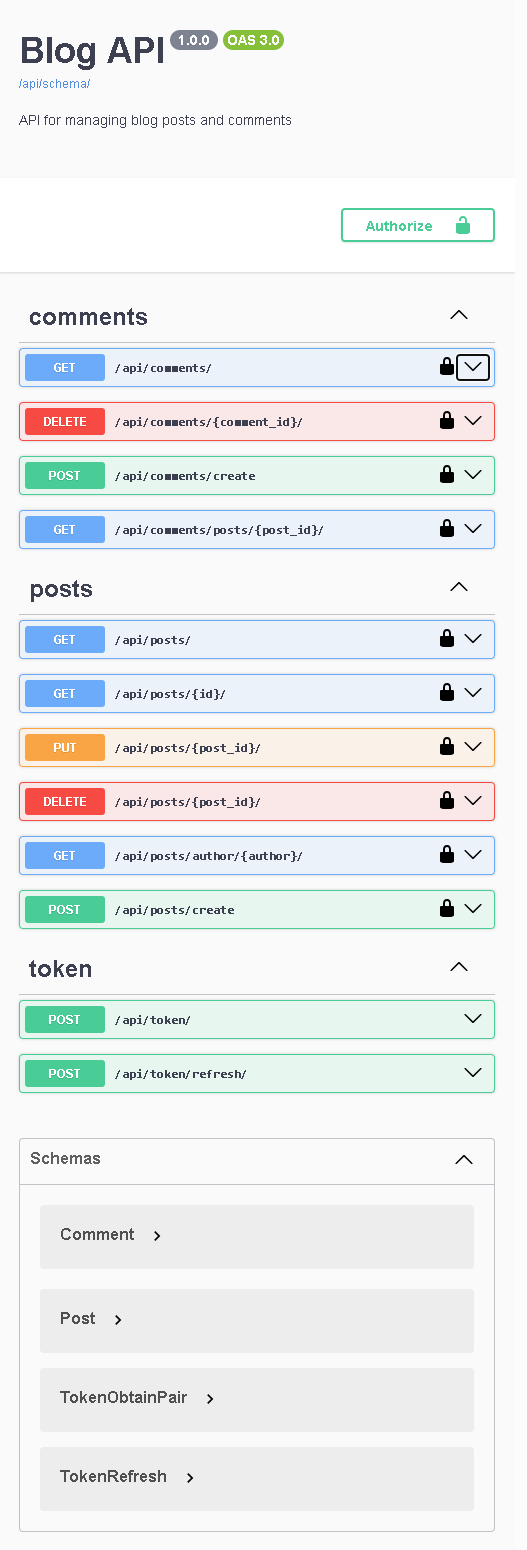 Blog API 1.0.0 OAS 3.0
/api/schema/
API for managing blog posts and comments
Authorize
comments
GET /api/comments/
DELETE /api/comments/{comment_id}/
POST /api/comments/create
GET /api/comments/posts/{post_id}/
posts
GET /api/posts/
GET /api/posts/{id}/
PUT /api/posts/{post_id}/
DELETE /api/posts/{post_id}/
GET /api/posts/author/{author}/
POST /api/posts/create
token
POST /api/token/
POST /api/token/refresh/
Schemas
Comment
Post
TokenObtainPair
TokenRefresh